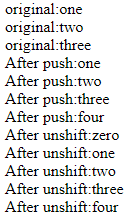 original:one
original:two
original:three
After push:one
After push:two
After push:three
After push:four
After unshift:zero
After unshift:one
After unshift:two
After unshift:three
After unshift:four